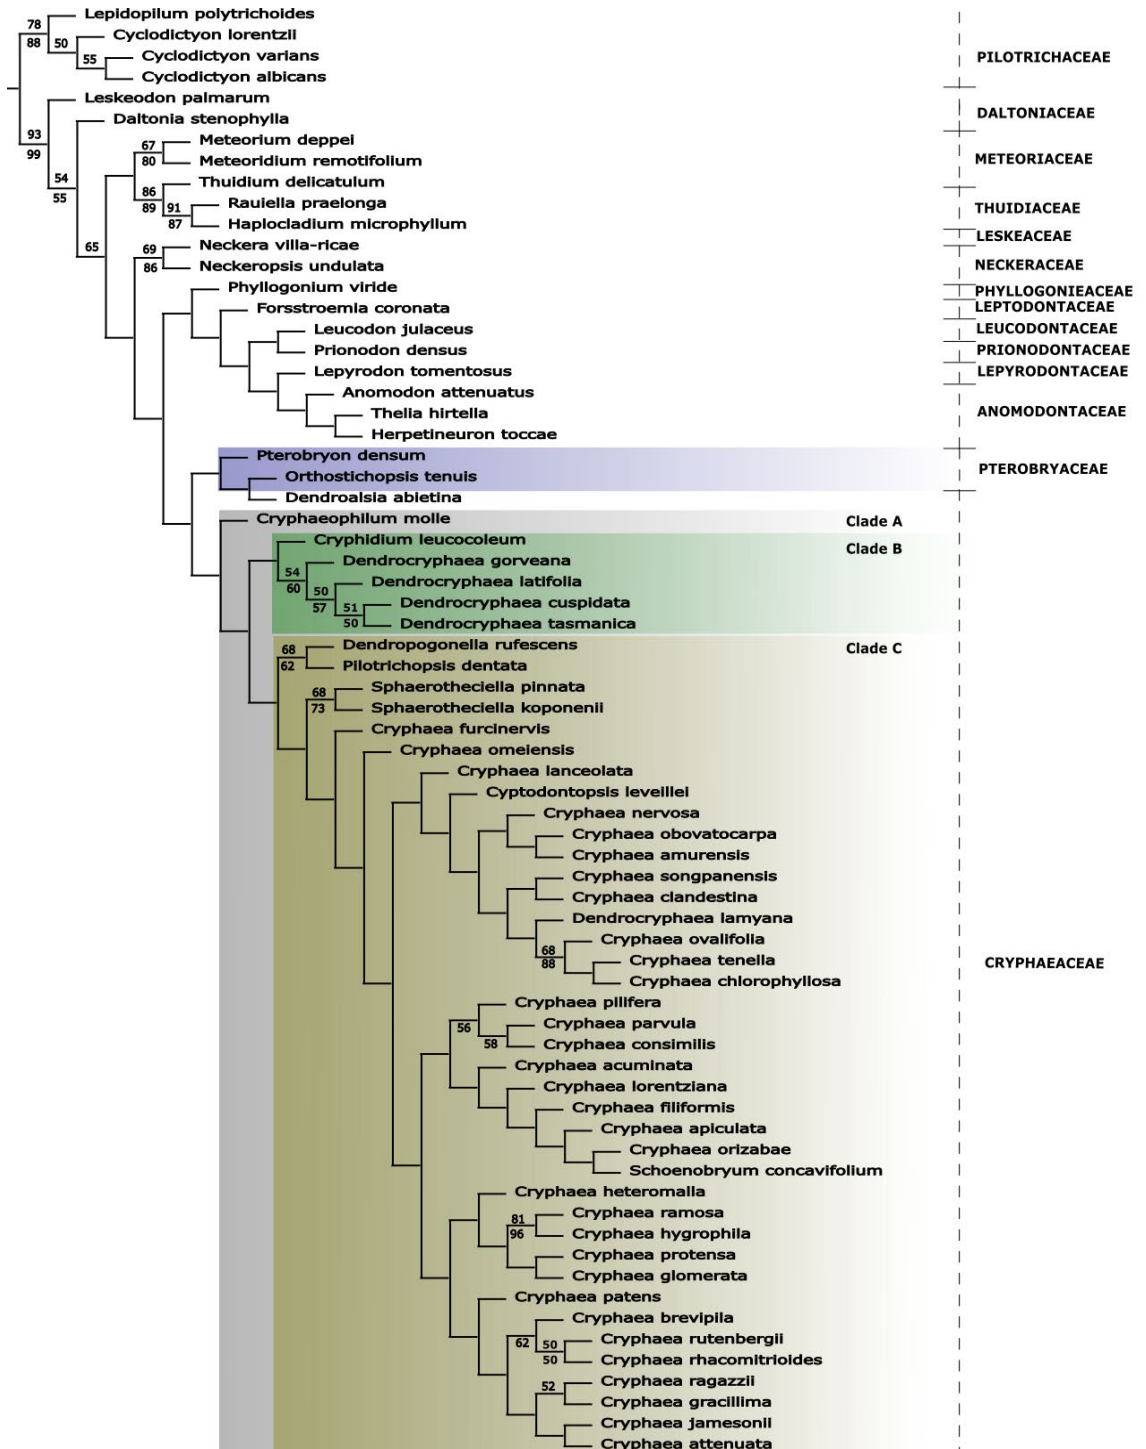 Lepidopilum polytrichoides
78
88
50
Cyclodictyon lorentzii
55
Cyclodictyon varians
Cyclodictyon albicans
PILOTRICHACEAE
Leskeodon palmarum
Daltonia stenophylla
DALTONIACEAE
93
99
54
55
Meteorium deppei
67
80
Meteoridium remotifolium
METEORIACEAE
Thuidium delicatulum
86
89
91
87
Rauiella praelonga
Haplocladium microphyllum
THUIDIACEAE
LESKEACEAE
65
69
86
Neckera villa-ricae
Neckeropsis undulata
NECKERACEAE
Phyllogonium viride
PHYLLOGONIEACEAE
Forsstroemia coronata
LEPTODONTACEAE
Leucodon julaceus
LEUCODONTACEAE
Prionodon densus
PRIONODONTACEAE
Lepyrodon tomentosus
LEPYRODONTACEAE
Anomodon attenuatus
Thelia hirtella
Herpetineuron toccae
ANOMODONTACEAE
Pterobryon densum
Orthostichopsis tenuis
PTEROBRYACEAE
Dendroalsia abietina
Cryphaeophilum molle
Clade A
Cryphidium leucocoleum
Clade B
54
60
Dendrocryphaea gorveana
50
57
Dendrocryphaea latifolia
51
50
Dendrocryphaea cuspidata
Dendrocryphaea tasmanica
Dendropogonella rufescens
Clade C
68
62
Pilotrichopsis dentata
Sphaerotheciella pinnata
68
73
Sphaerotheciella koponenii
Cryphaea furcinervis
Cryphaea omeiensis
Cryphaea lanceolata
Cyptodontopsis leveillei
Cryphaea nervosa
Cryphaea obovatocarpa
Cryphaea amurensis
Cryphaea songpanensis
Cryphaea clandestina
Dendrocryphaea lamyana
68
88
Cryphaea ovalifolia
Cryphaea tenella
Cryphaea chlorophyllosa
CRYPHAEACEAE
Cryphaea pilifera
56
Cryphaea parvula
58
Cryphaea consimilis
Cryphaea acuminata
Cryphaea lorentziana
Cryphaea filiformis
Cryphaea apiculata
Cryphaea orizabae
Schoenobryum concavifolium
Cryphaea heteromalla
Cryphaea ramosa
81
96
Cryphaea hygrophila
Cryphaea protensa
Cryphaea glomerata
Cryphaea patens
Cryphaea brevipila
62
50
50
Cryphaea rutenbergii
Cryphaea rhacomitrioides
Cryphaea ragazzii
52
Cryphaea gracillima
Cryphaea jamesonii
Cryphaea attenuata